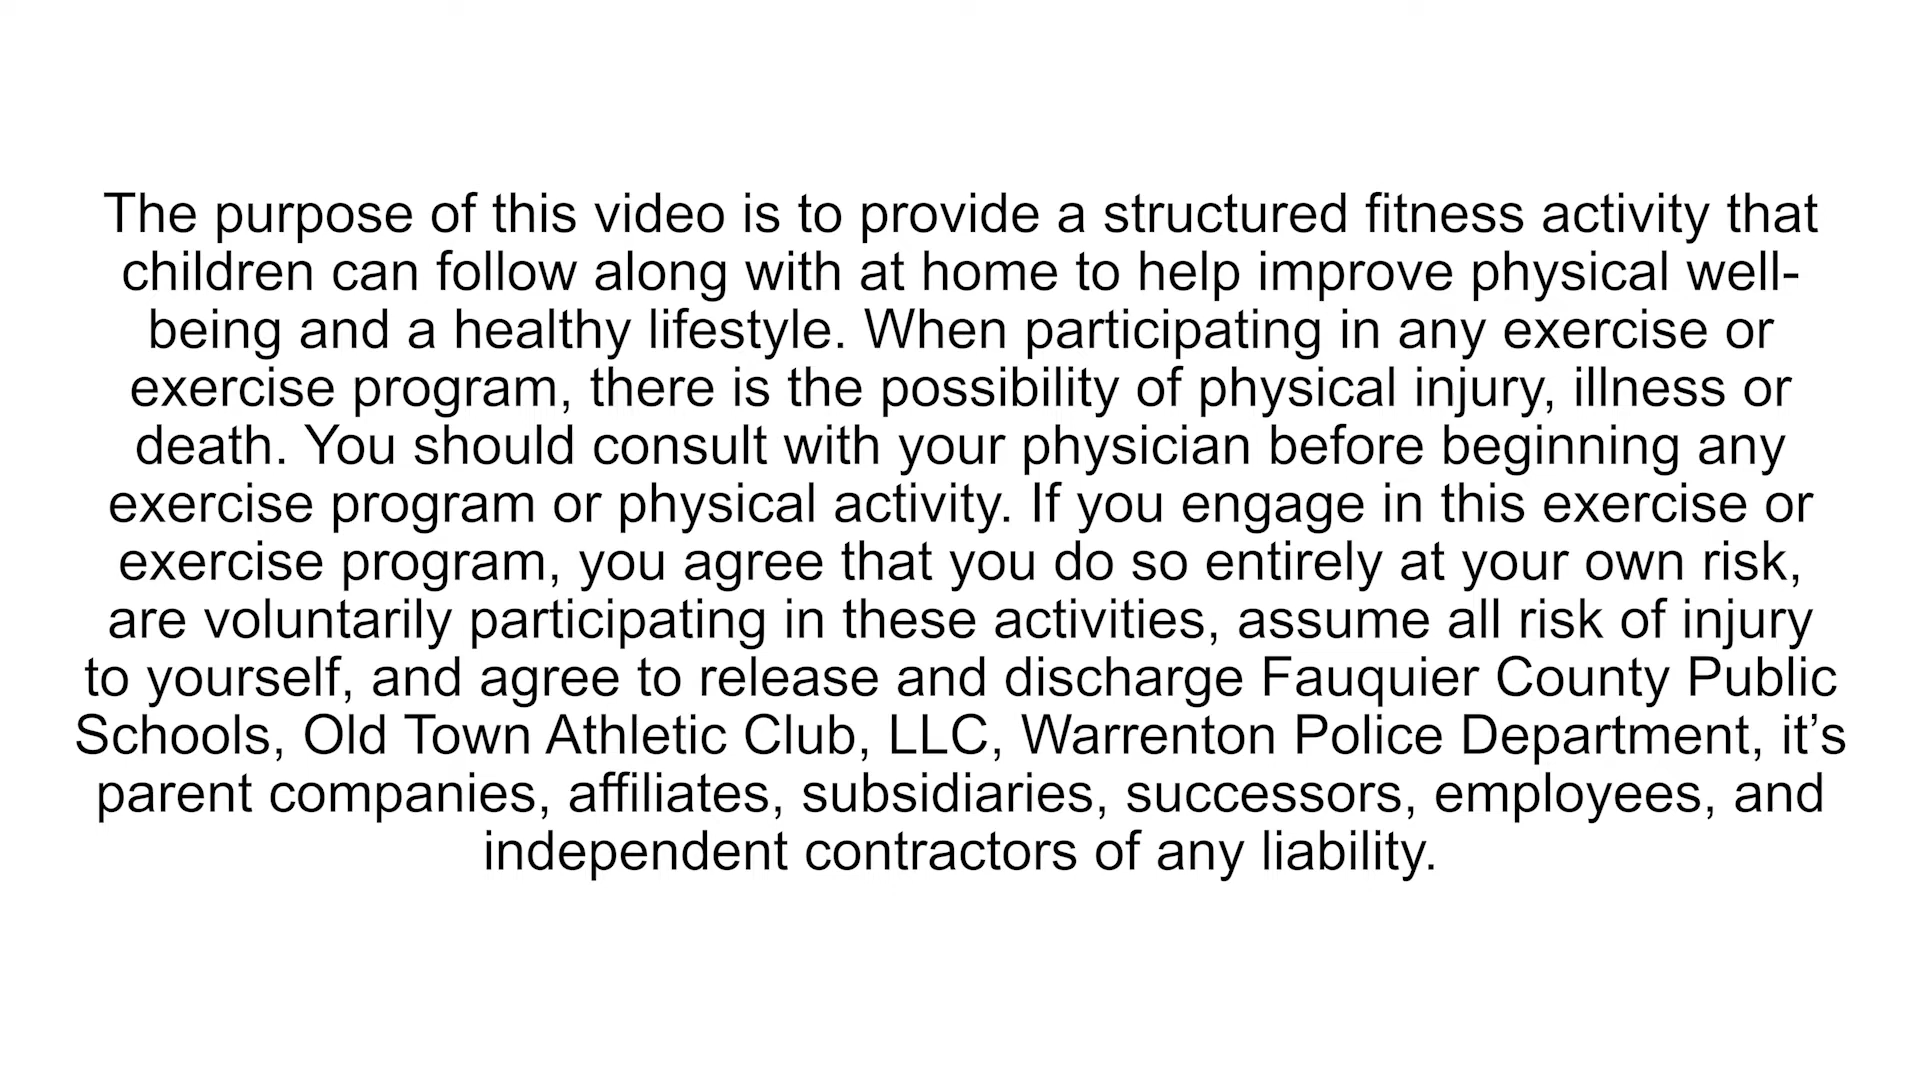 The purpose of this video is to provide a structured fitness activity that
children can follow along with at home to help improve physical well-
being and a healthy lifestyle. When participating in any exercise or
exercise program, there is the possibility of physical injury, illness or
death. You should consult with your physician before beginning any
exercise program or physical activity. If you engage in this exercise or
exercise program, you agree that you do so entirely at your own risk,
are voluntarily participating in these activities, assume all risk of injury
to yourself, and agree to release and discharge Fauquier County Public
Schools, Old Town Athletic Club, LLC, Warrenton Police Department, it’s
parent companies, affiliates, subsidiaries, successors, employees, and
independent contractors of any liability.